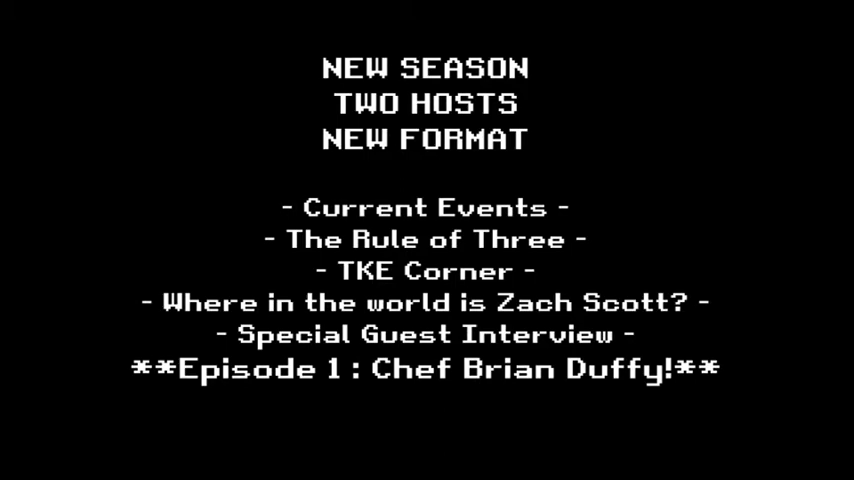 NEW SEASON
TWO HOSTS
NEW FORMAT
- Current Events -
- The Rule of Three -
- TKE Corner -
- Where in the world is Zach Scott? -
- Special Guest Interview -
**Episode 1 : Chef Brian Duffy!**